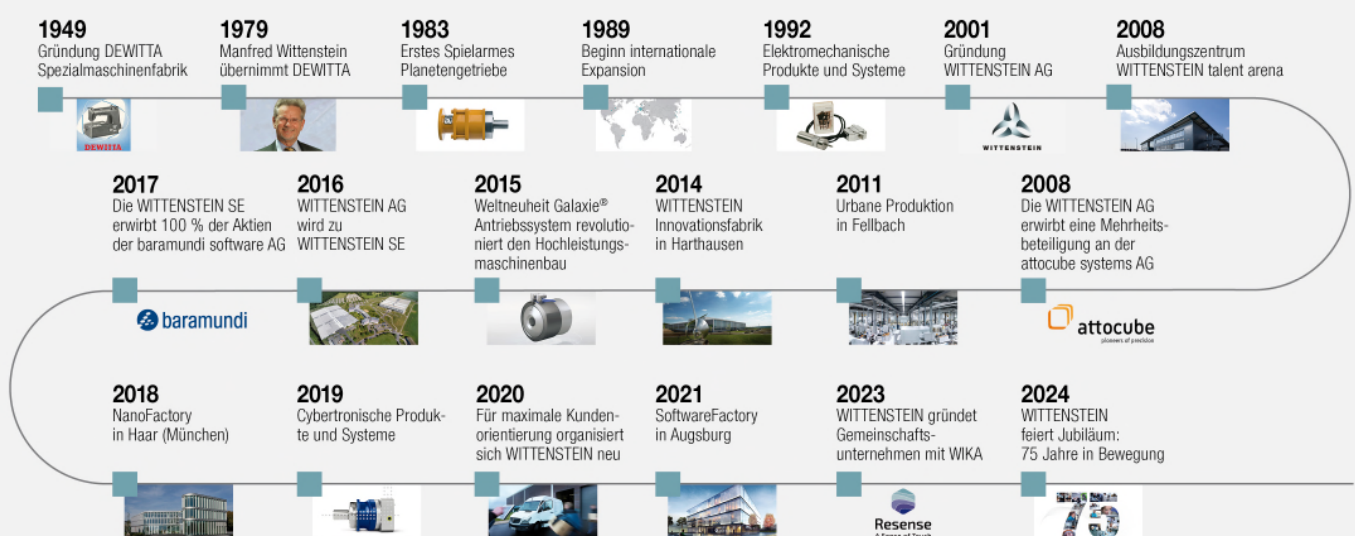 1949
Gründung DEWITTA
Spezialmaschinenfabrik
1979
Manfred Wittenstein
übernimmt DEWITTA
1983
Erstes Spielarmes
Planetengetriebe
1989
Beginn internationale
Expansion
1992
Elektromechanische
Produkte und Systeme
2001
Gründung
WITTENSTEIN AG
2008
Ausbildungszentrum
WITTENSTEIN talent arena
DEWITTA
WITTENSTEIN
2008
Die WITTENSTEIN AG
erwirbt eine Mehrheits-
beteiligung an der
attocube systems AG
attocube
pioneers of precision
2011
Urbane Produktion
in Fellbach
2014
WITTENSTEIN
Innovationsfabrik
in Harthausen
2015
Weltneuheit Galaxie®
Antriebssystem revolutio-
niert den Hochleistungs-
maschinenbau
2016
WITTENSTEIN AG
wird zu
WITTENSTEIN SE
2017
Die WITTENSTEIN SE
erwirbt 100 % der Aktien
der baramundi software AG
baramundi
2018
NanoFactory
in Haar (München)
2019
Cybertronische Produk-
te und Systeme
2020
Für maximale Kunden-
orientierung organisiert
sich WITTENSTEIN neu
2021
SoftwareFactory
in Augsburg
2023
WITTENSTEIN gründet
Gemeinschafts-
unternehmen mit WIKA
Resense
A Sense of Touch
2024
WITTENSTEIN
feiert Jubiläum:
75 Jahre in Bewegung
75